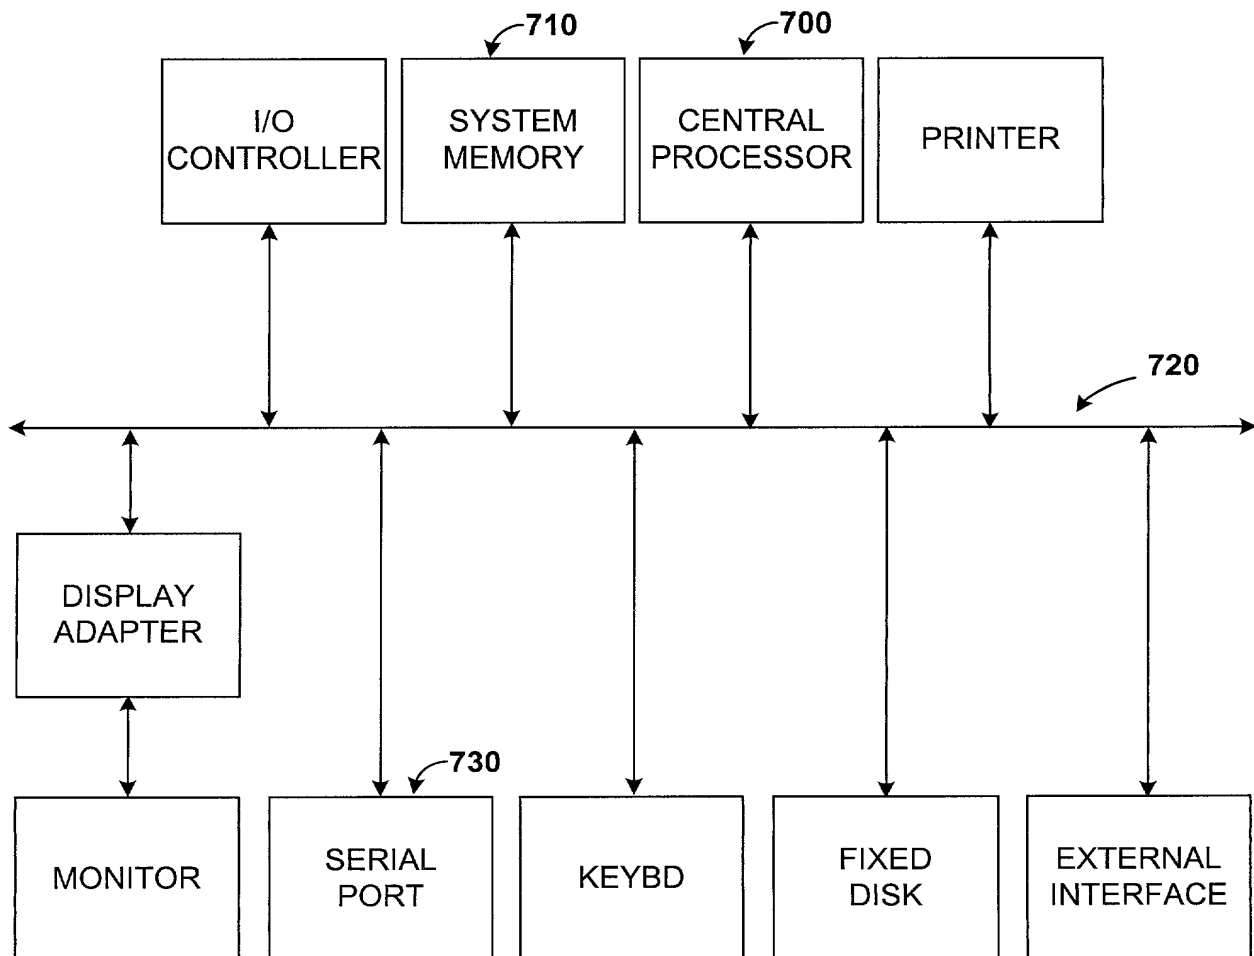 710
700
I/O
CONTROLLER
SYSTEM
MEMORY
CENTRAL
PROCESSOR
PRINTER
720
DISPLAY
ADAPTER
730
MONITOR
SERIAL
PORT
KEYBD
FIXED
DISK
EXTERNAL
INTERFACE